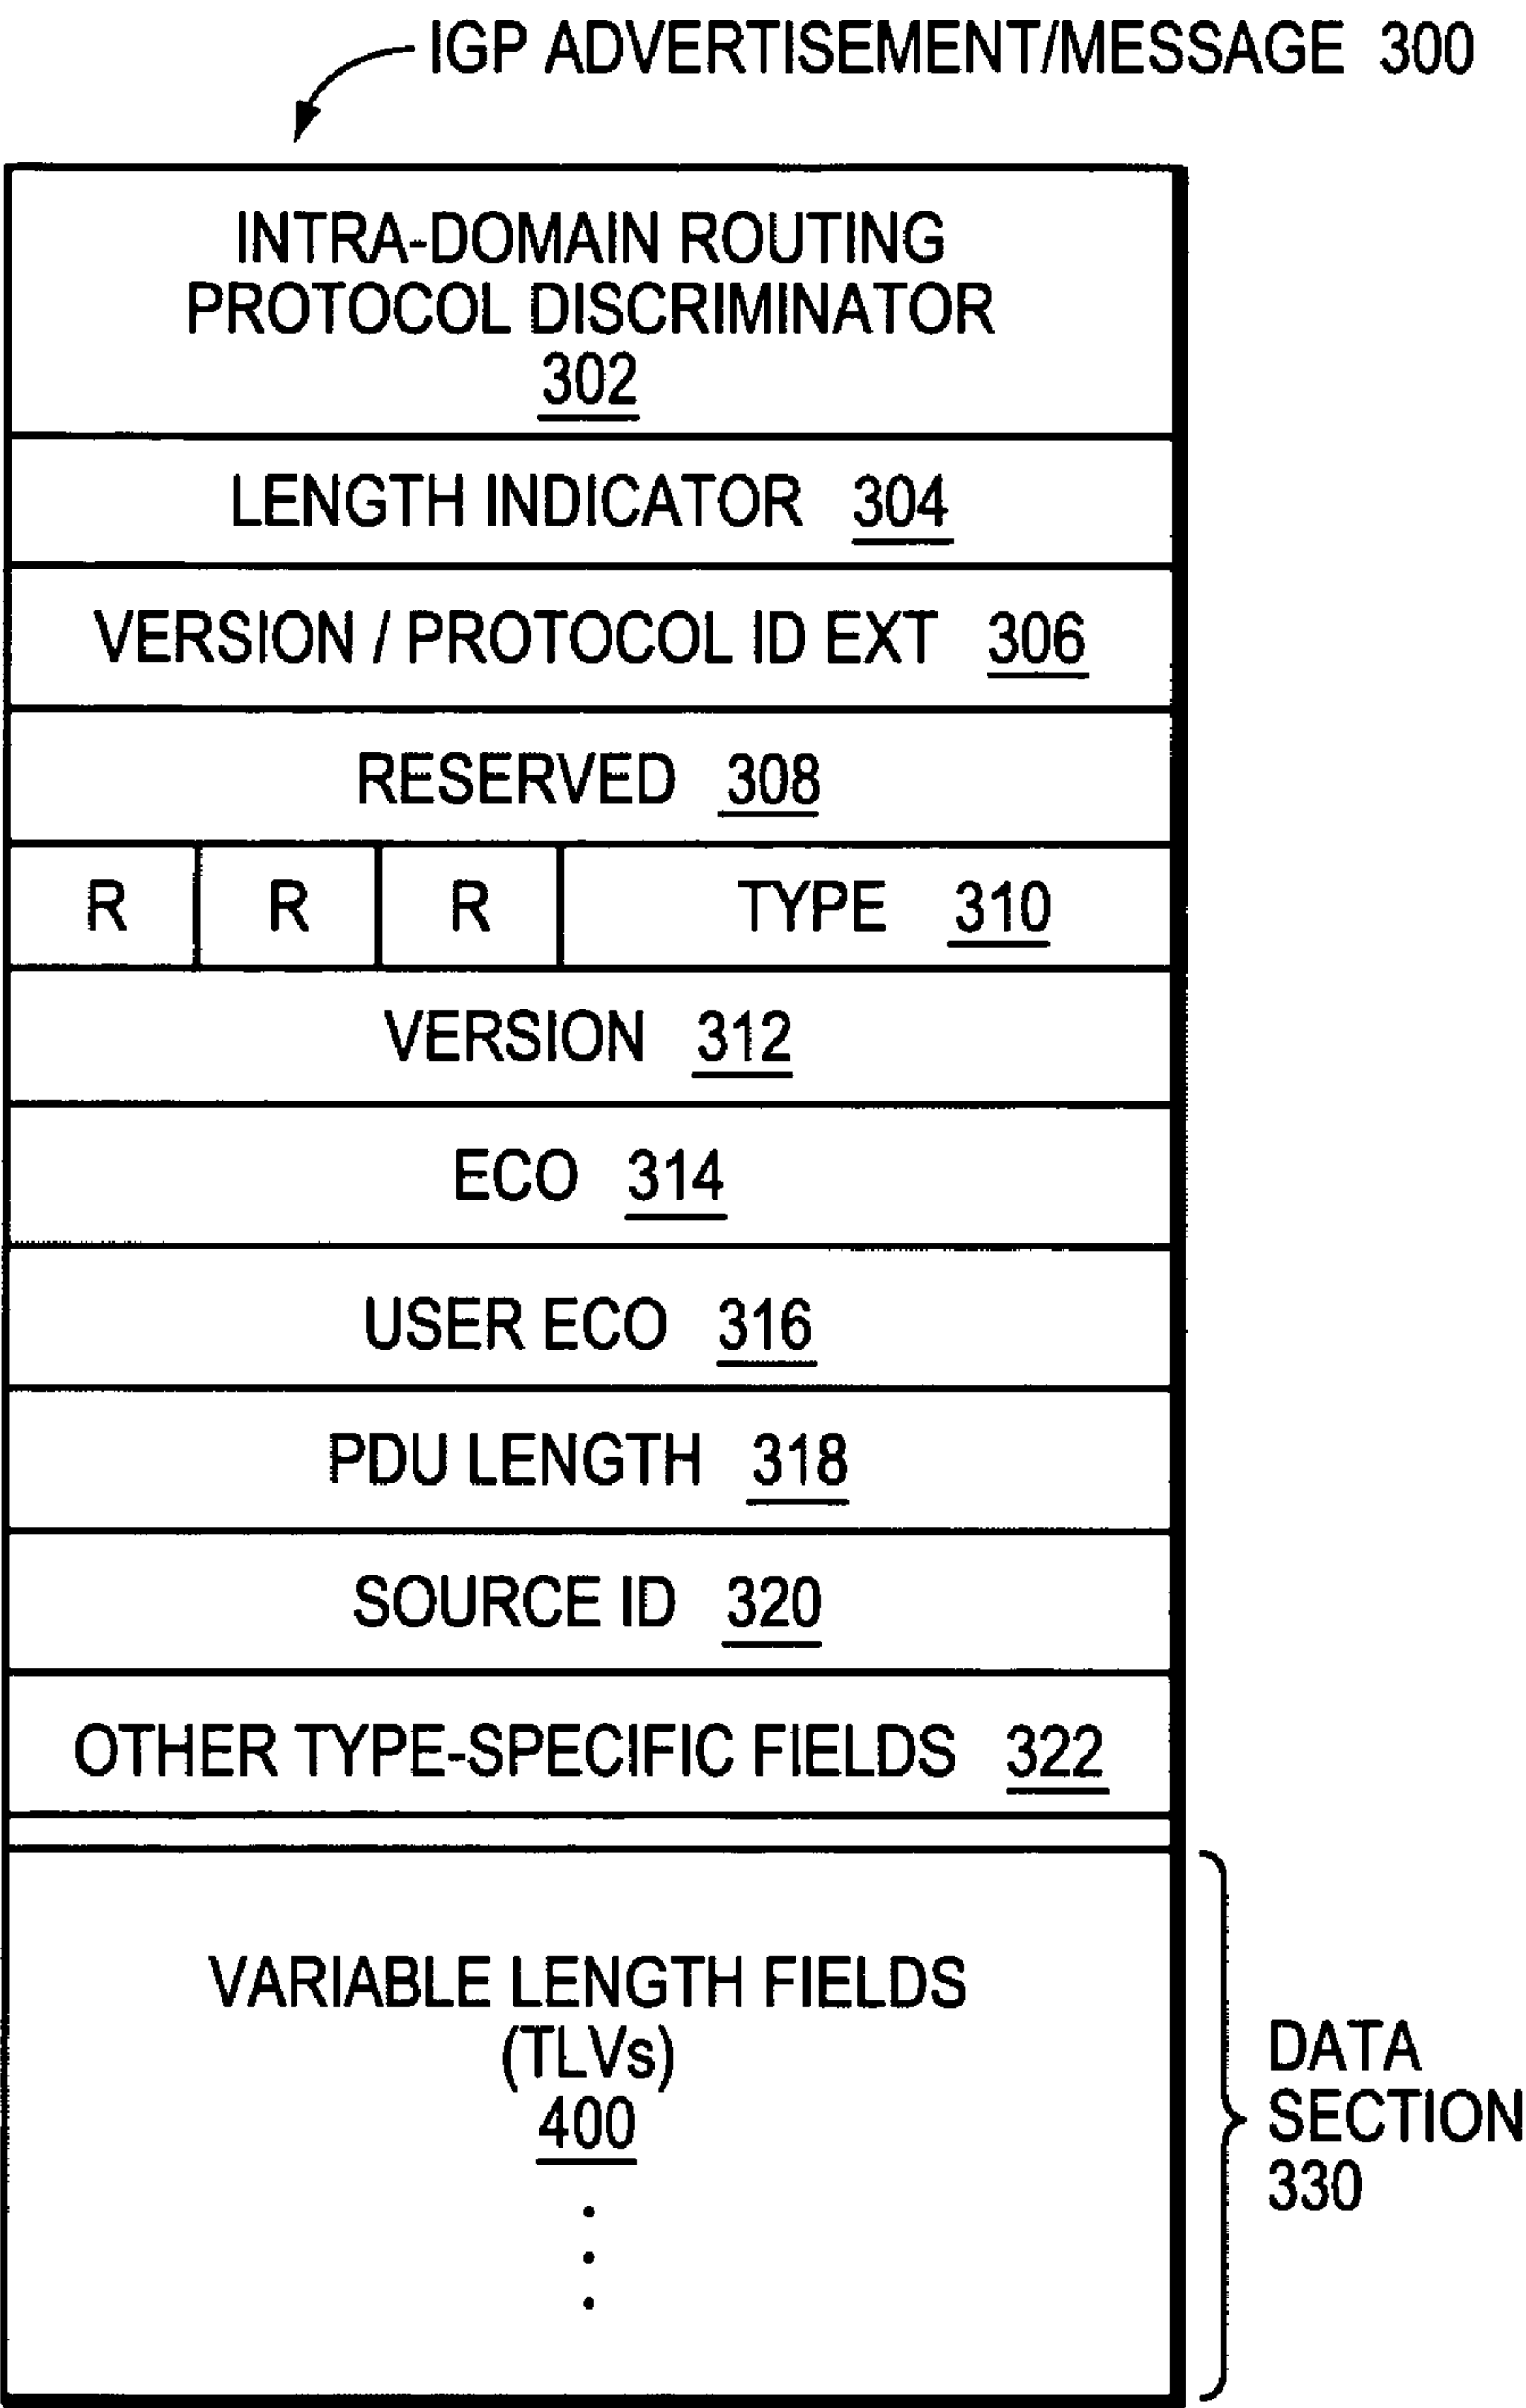 IGP ADVERTISEMENT/MESSAGE 300
INTRA-DOMAIN ROUTING
PROTOCOL DISCRIMINATOR
302
LENGTH INDICATOR 304
VERSION / PROTOCOL ID EXT 306
RESERVED 308
R R R TYPE 310
VERSION 312
ECO 314
USER ECO 316
PDU LENGTH 318
SOURCE ID 320
OTHER TYPE-SPECIFIC FIELDS 322
VARIABLE LENGTH FIELDS
(TLVs)
400
DATA
SECTION
330